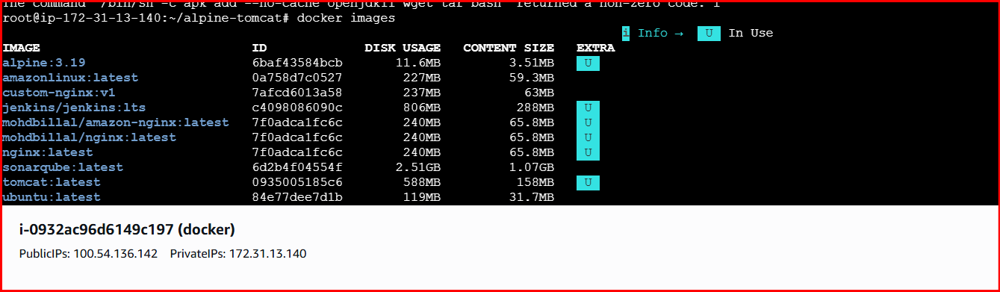 The command '/bin/sh -c apk add --no-cache openjdk11 wget tar bash' returned a non-zero code: 1
root@ip-172-31-13-140:~/alpine-tomcat# docker images
i Info → U In Use
IMAGE ID DISK USAGE CONTENT SIZE EXTRA
alpine:3.19 6baf43584bcb 11.6MB 3.51MB U
amazonlinux:latest 0a758d7c0527 227MB 59.3MB
custom-nginx:v1 7afcd6013a58 237MB 63MB
jenkins/jenkins:lts c4098086090c 806MB 288MB U
mohdbillal/amazon-nginx:latest 7f0adca1fc6c 240MB 65.8MB U
mohdbillal/nginx:latest 7f0adca1fc6c 240MB 65.8MB U
nginx:latest 7f0adca1fc6c 240MB 65.8MB U
sonarqube:latest 6d2b4f04554f 2.51GB 1.07GB
tomcat:latest 0935005185c6 588MB 158MB U
ubuntu:latest 84e77dee7d1b 119MB 31.7MB
i-0932ac96d6149c197 (docker)
PublicIPs: 100.54.136.142 PrivateIPs: 172.31.13.140